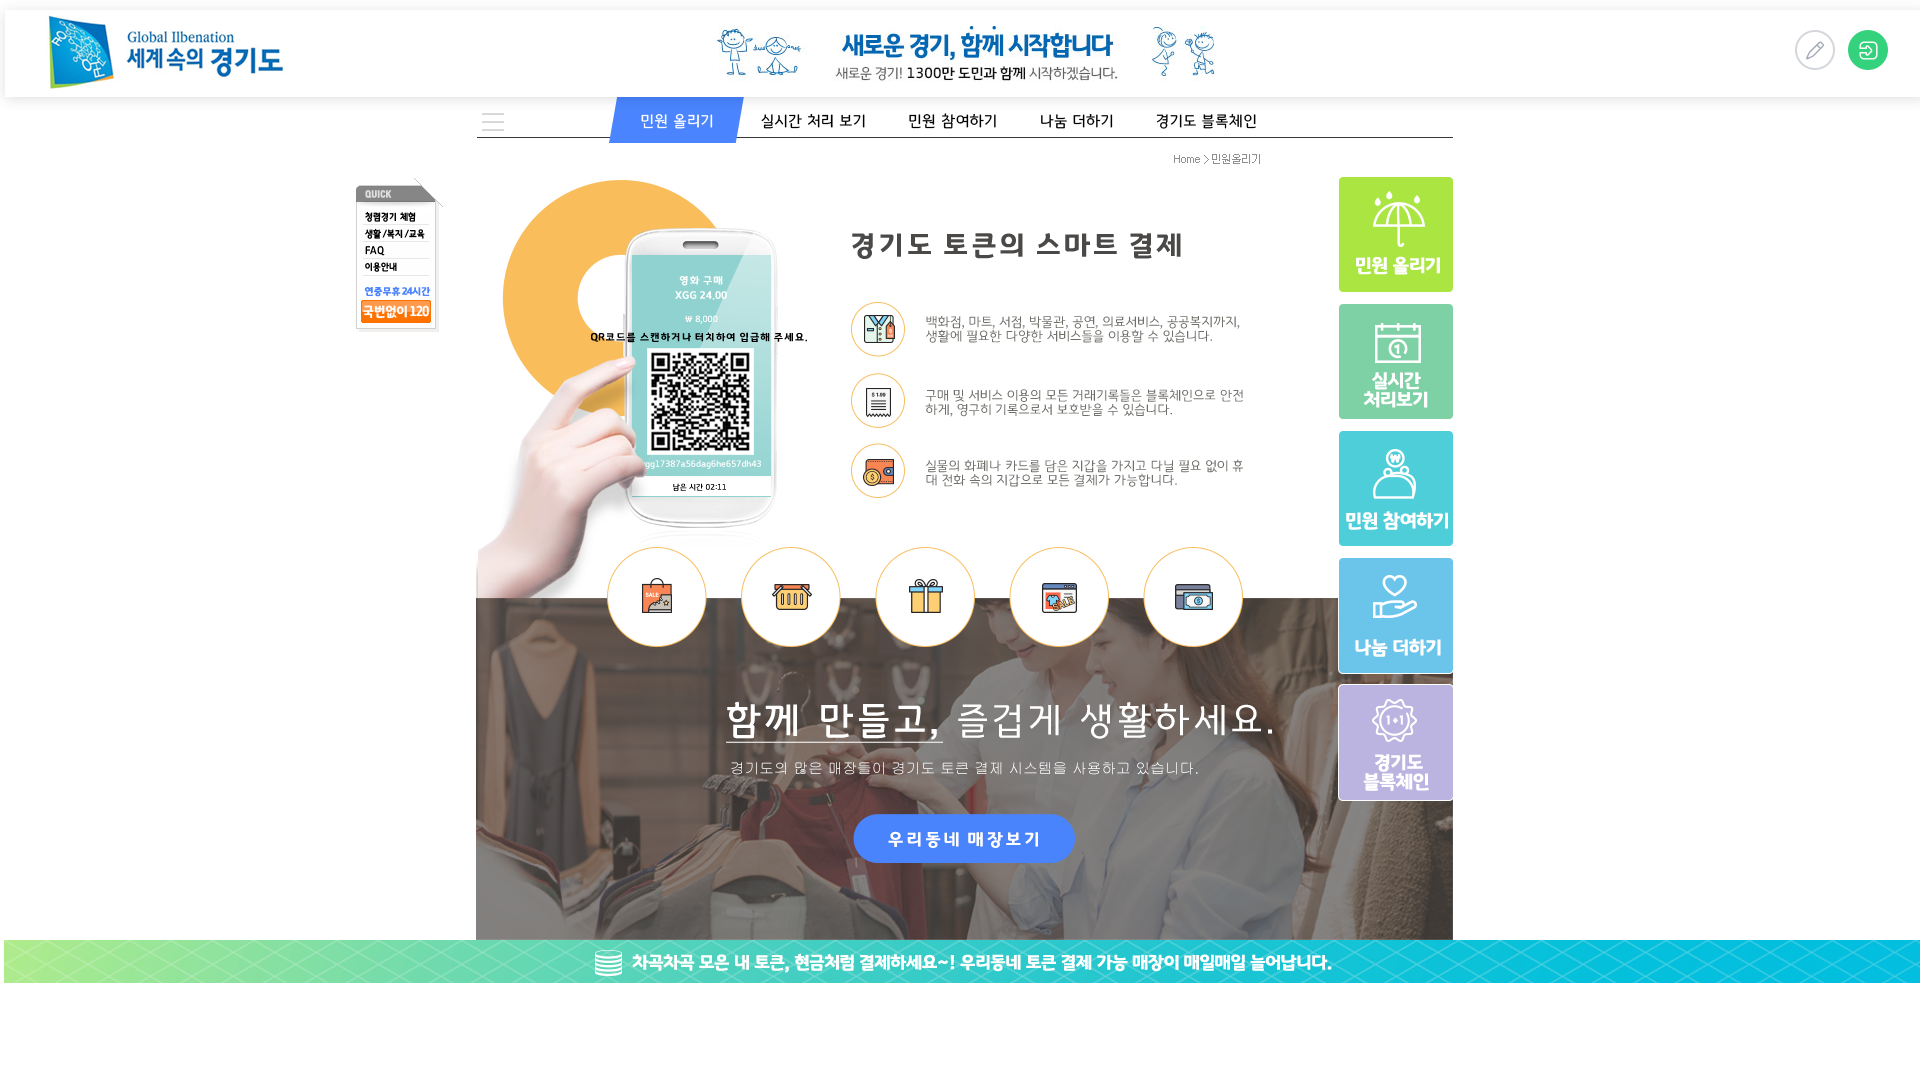 Global Ilbenation
세계 속의 경기도
새로운 경기, 함께 시작합니다
새로운 경기! 1300만 도민과 함께 시작하겠습니다.
민원 올리기
실시간 처리 보기
민원 참여하기
나눔 더하기
경기도 블록체인
Home > 민원올리기
QUICK
청렴경기 체험
생활/복지/교육
FAQ
이용안내
연중무휴 24시간
국번없이 120
영화 구매
XGG 24.00
₩ 8,000
QR코드를 스캔하거나 터치하여 입금해 주세요.
gg17387a56dag6he657dh43
남은 시간 02:11
경기도 토큰의 스마트 결제
백화점, 마트, 서점, 박물관, 공연, 의료서비스, 공공복지까지,
생활에 필요한 다양한 서비스들을 이용할 수 있습니다.
$ 1.99
구매 및 서비스 이용의 모든 거래기록들은 블록체인으로 안전
하게, 영구히 기록으로서 보호받을 수 있습니다.
실물의 화폐나 카드를 담은 지갑을 가지고 다닐 필요 없이 휴
대 전화 속의 지갑으로 모든 결제가 가능합니다.
SALE
SALE
함께 만들고, 즐겁게 생활하세요.
경기도의 많은 매장들이 경기도 토큰 결제 시스템을 사용하고 있습니다.
우리동네 매장보기
민원 올리기
1
실시간
처리보기
₩
민원 참여하기
나눔 더하기
1+1
경기도
블록체인
차곡차곡 모은 내 토큰, 현금처럼 결제하세요~! 우리동네 토큰 결제 가능 매장이 매일매일 늘어납니다.